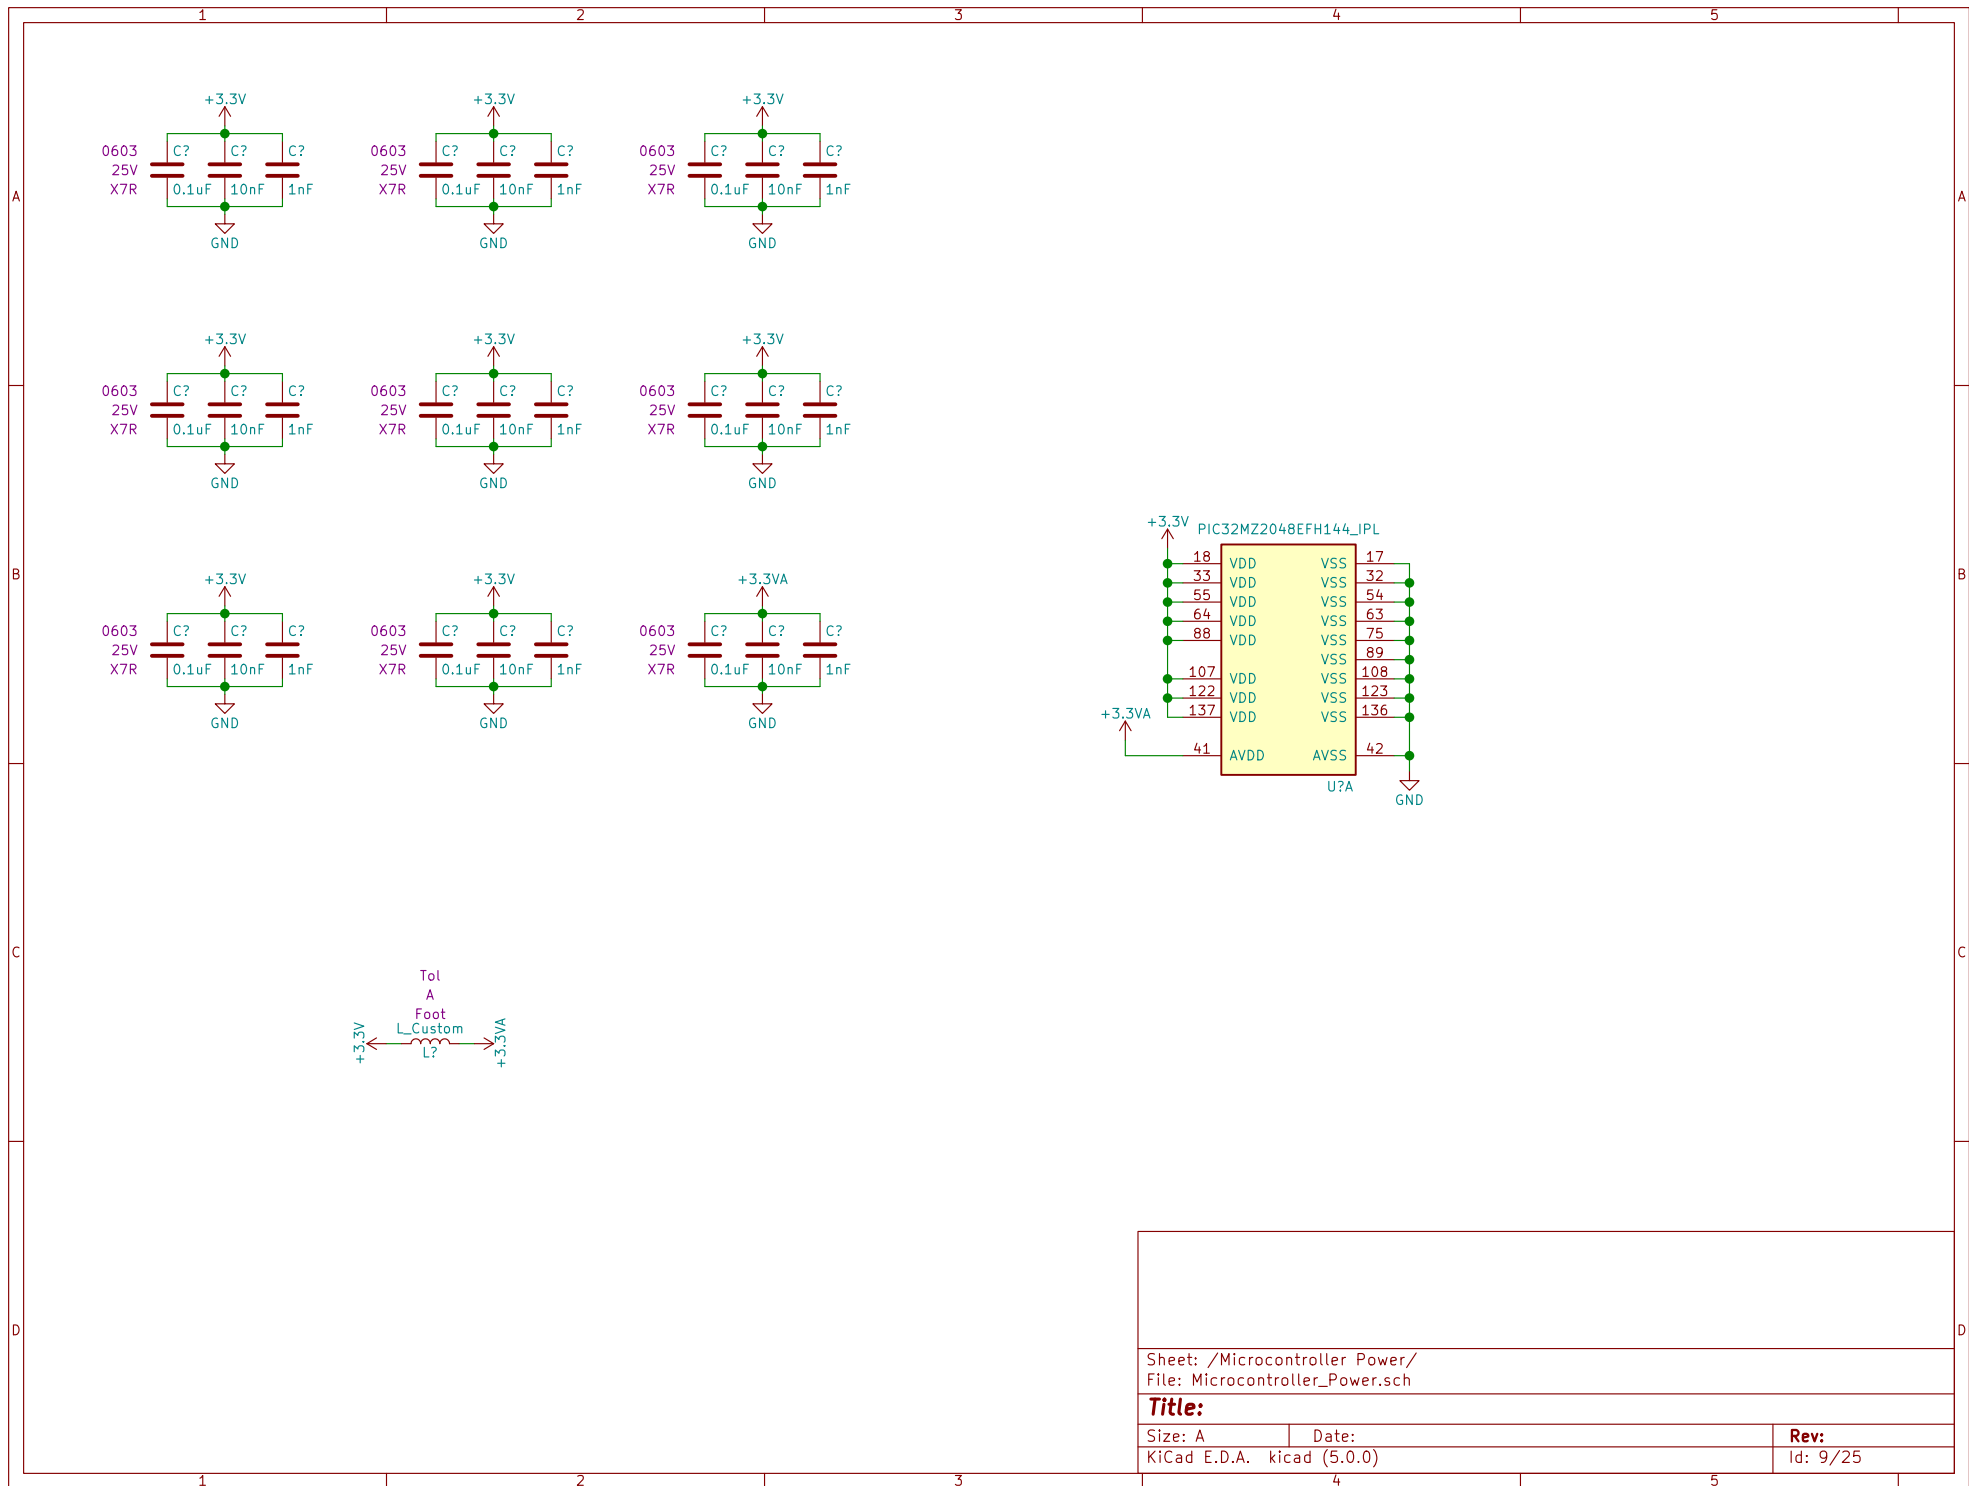 1 2 3 4 5
+3.3V +3.3V +3.3V
0603 C? C? C? 0603 C? C? C? 0603 C? C? C?
25V 25V 25V
X7R 0.1uF 10nF 1nF X7R 0.1uF 10nF 1nF X7R 0.1uF 10nF 1nF
A A
GND GND GND
+3.3V +3.3V +3.3V
0603 C? C? C? 0603 C? C? C? 0603 C? C? C?
25V 25V 25V
X7R 0.1uF 10nF 1nF X7R 0.1uF 10nF 1nF X7R 0.1uF 10nF 1nF
GND GND GND
+3.3V PIC32MZ2048EFH144_IPL
18 VDD VSS 17
B B
+3.3V +3.3V +3.3VA
33 VDD VSS 32
55 VDD VSS 54
64 VDD VSS 63
0603 C? C? C? 0603 C? C? C? 0603 C? C? C?
88 VDD VSS 75
25V 25V 25V
VSS 89
X7R 0.1uF 10nF 1nF X7R 0.1uF 10nF 1nF X7R 0.1uF 10nF 1nF
107 VDD VSS 108
122 VDD VSS 123
+3.3VA
137 VDD VSS 136
GND GND GND
41 AVDD AVSS 42
U?A
GND
C C
Tol
A
Foot
L_Custom
+3.3V +3.3VA
L?
D D
Sheet: /Microcontroller Power/
File: Microcontroller_Power.sch
Title:
Size: A Date: Rev:
KiCad E.D.A. kicad (5.0.0) Id: 9/25
1 2 3 4 5